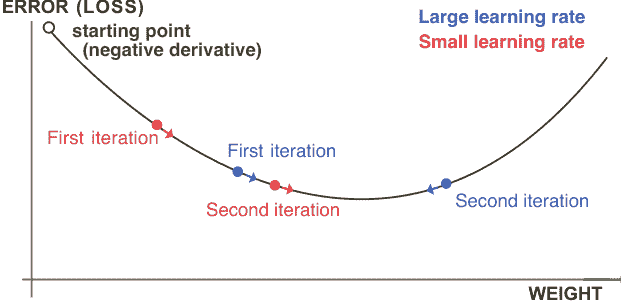 ERROR (LOSS)
starting point
(negative derivative)
Large learning rate
Small learning rate
First iteration
First iteration
Second iteration
Second iteration
WEIGHT